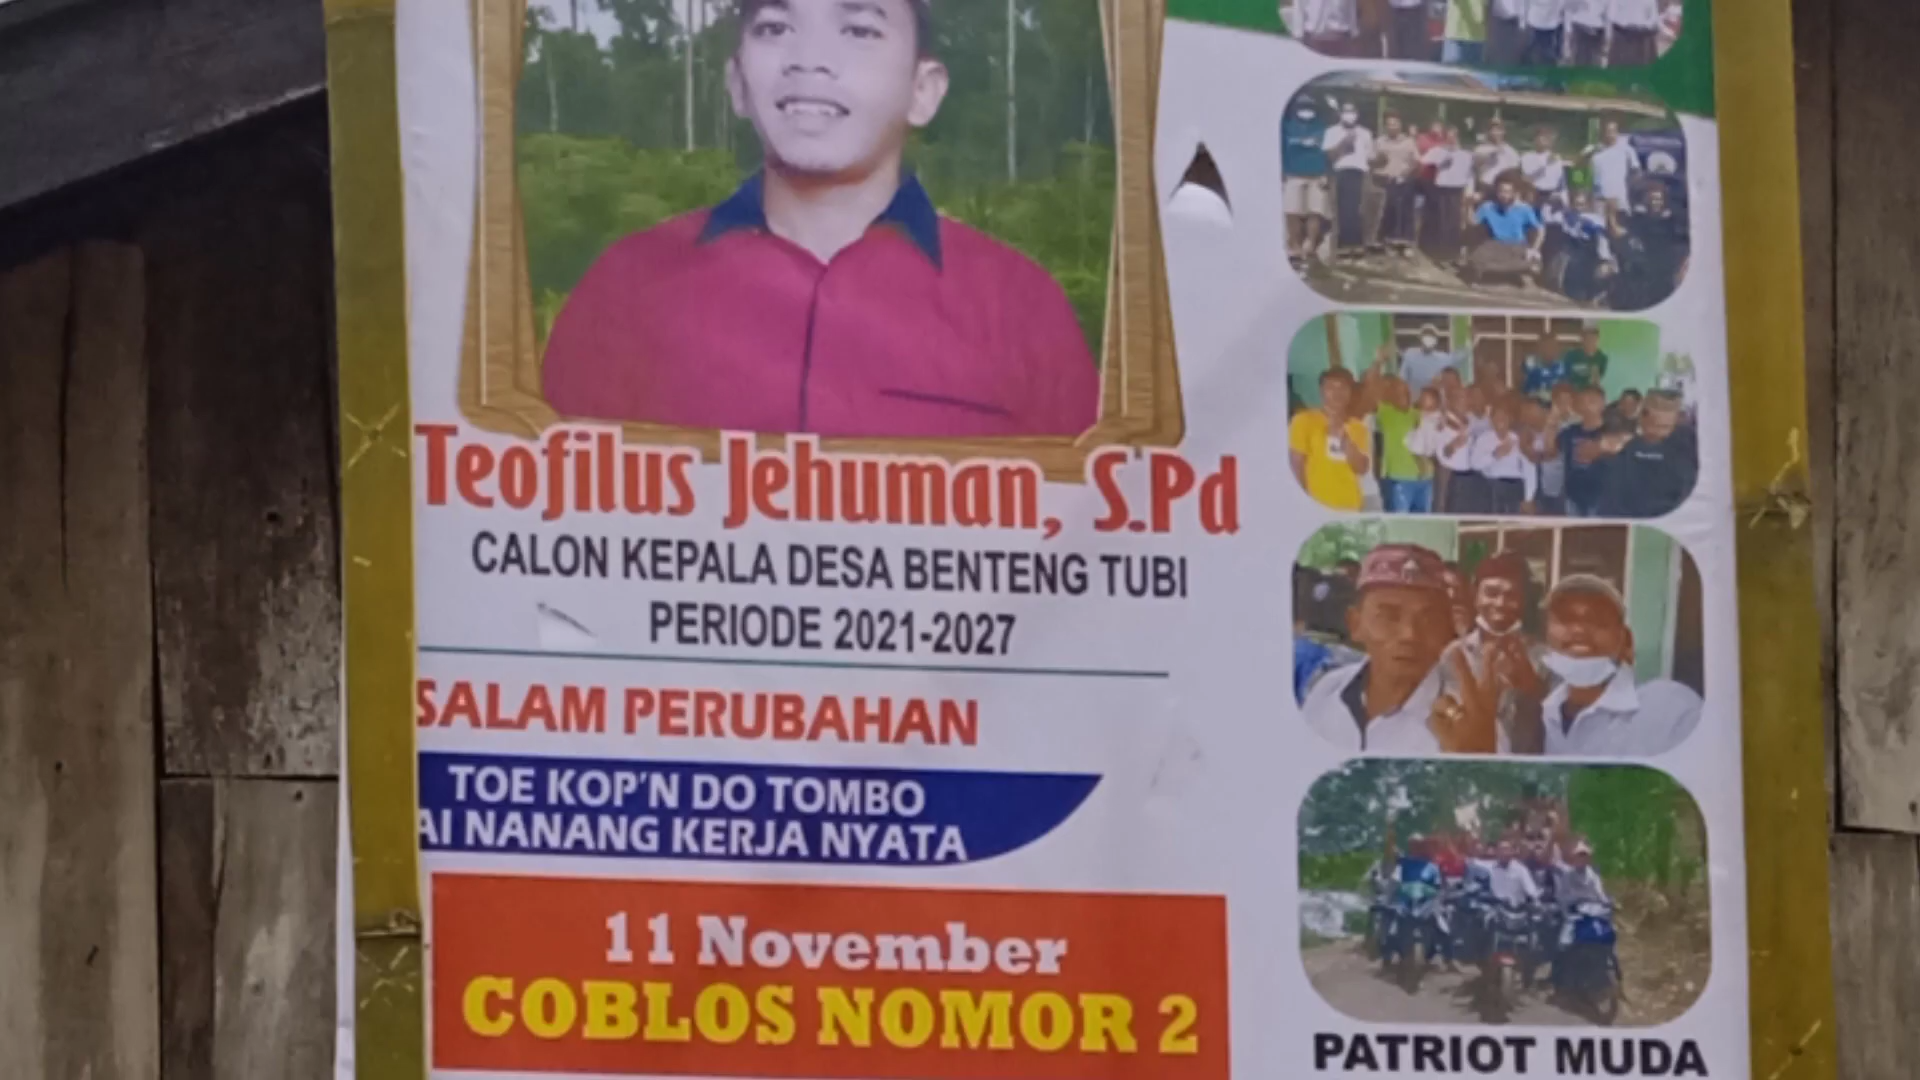 Teofilus Jehuman, S.Pd
CALON KEPALA DESA BENTENG TUBI
PERIODE 2021-2027
SALAM PERUBAHAN
TOE KOP'N DO TOMBO
AI NANANG KERJA NYATA
11 November
COBLOS NOMOR 2
PATRIOT MUDA